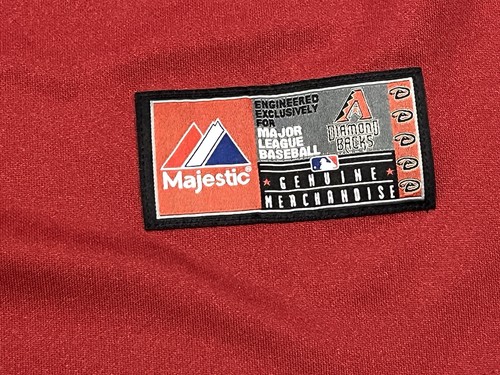 Majestic®
ENGINEERED
EXCLUSIVELY
FOR
MAJOR
LEAGUE
BASEBALL
DIAMOND
BACKS
GENUINE
MERCHANDISE